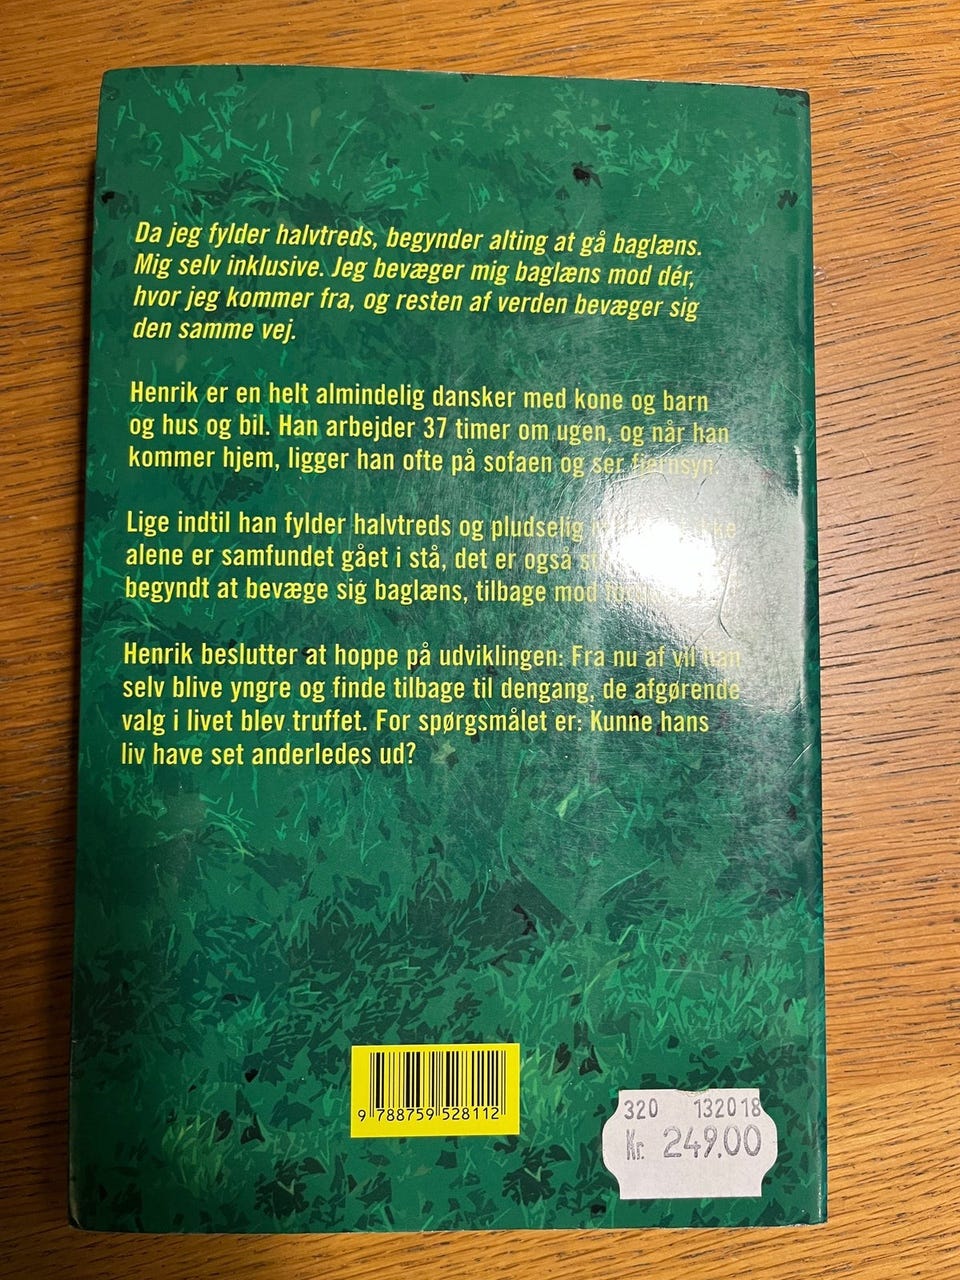 Da jeg fylder halvtreds, begynder alting at gå baglæns.
Mig selv inklusive. Jeg bevæger mig baglæns mod dér,
hvor jeg kommer fra, og resten af verden bevæger sig
den samme vej.
Henrik er en helt almindelig dansker med kone og barn
og hus og bil. Han arbejder 37 timer om ugen, og når han
kommer hjem, ligger han ofte på sofaen og ser fjernsyn.
Lige indtil han fylder halvtreds og pludselig ikke
alene er samfundet gået i stå, det er også
begyndt at bevæge sig baglæns, tilbage mod
Henrik beslutter at hoppe på udviklingen: Fra nu af vil han
selv blive yngre og finde tilbage til dengang, de afgørende
valg i livet blev truffet. For spørgsmålet er: Kunne hans
liv have set anderledes ud?
9 788759 528112
320 132018
Kr. 249.00